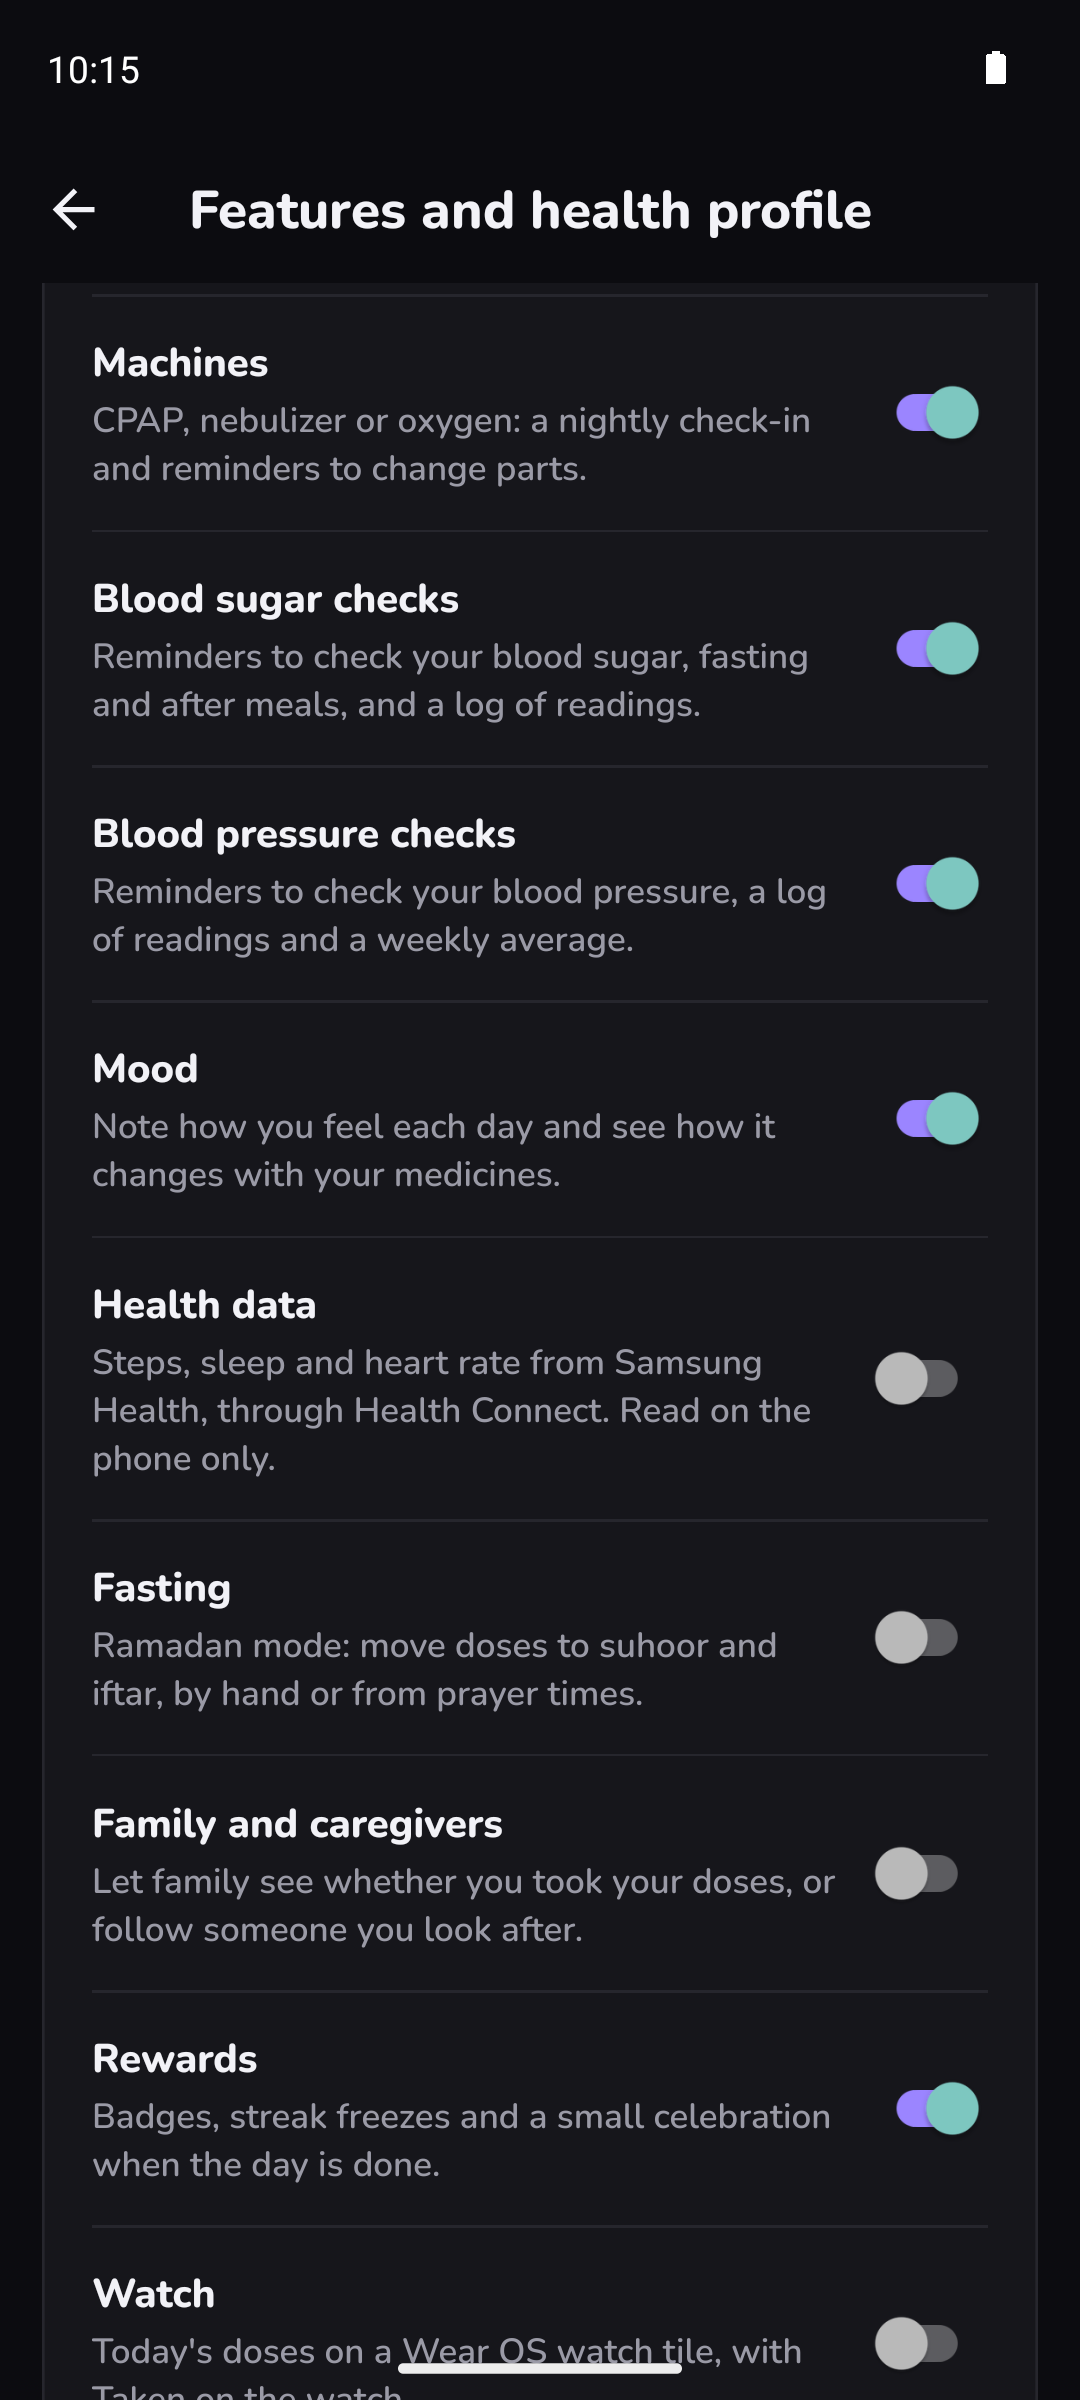 10:15
Features and health profile
Machines
CPAP, nebulizer or oxygen: a nightly check-in
and reminders to change parts.
Blood sugar checks
Reminders to check your blood sugar, fasting
and after meals, and a log of readings.
Blood pressure checks
Reminders to check your blood pressure, a log
of readings and a weekly average.
Mood
Note how you feel each day and see how it
changes with your medicines.
Health data
Steps, sleep and heart rate from Samsung
Health, through Health Connect. Read on the
phone only.
Fasting
Ramadan mode: move doses to suhoor and
iftar, by hand or from prayer times.
Family and caregivers
Let family see whether you took your doses, or
follow someone you look after.
Rewards
Badges, streak freezes and a small celebration
when the day is done.
Watch
Today's doses on a Wear OS watch tile, with
Taken on the watch.